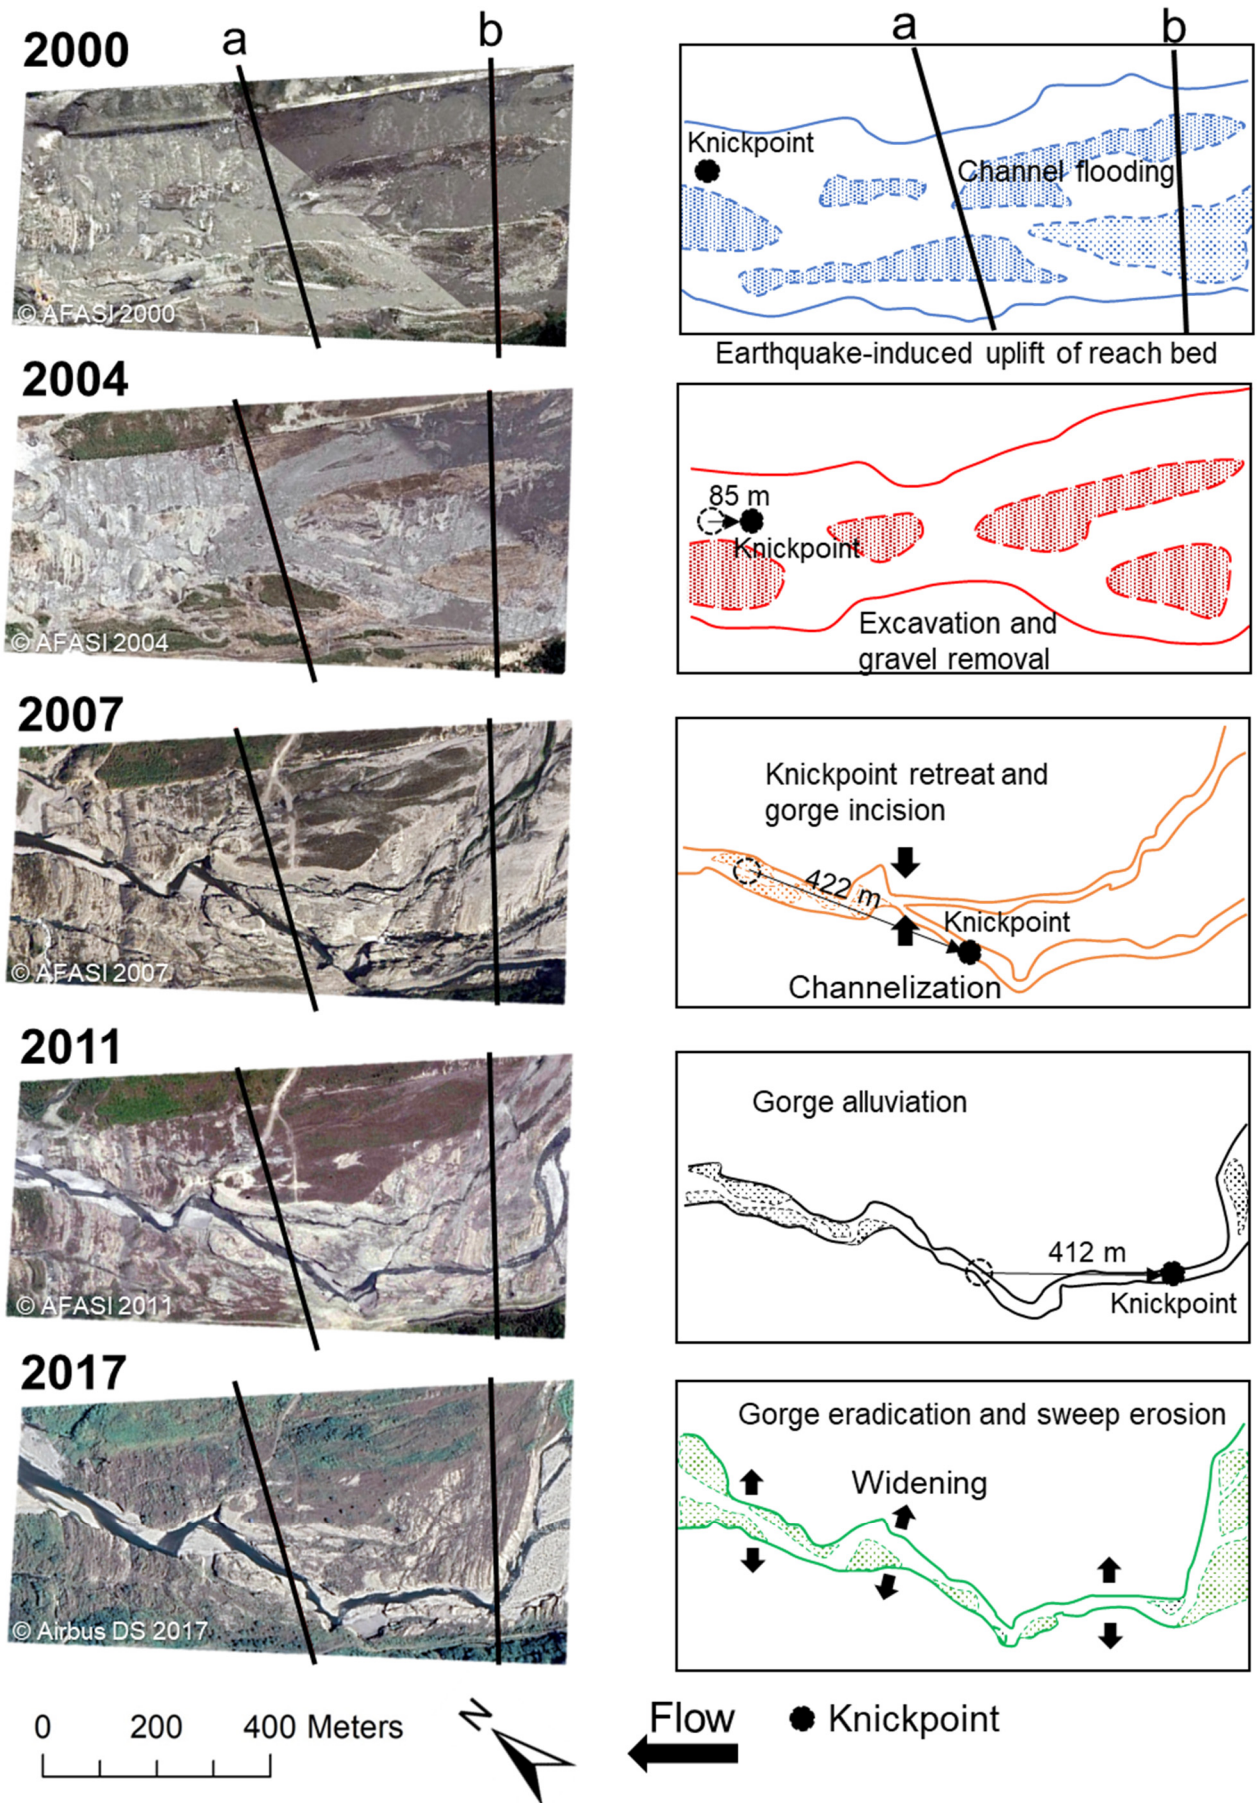 2000
a
b
© AFASI 2000
a
b
Knickpoint
Channel flooding
Earthquake-induced uplift of reach bed
2004
© AFASI 2004
85 m
Knickpoint
Excavation and
gravel removal
2007
© AFASI 2007
Knickpoint retreat and
gorge incision
422 m
Knickpoint
Channelization
2011
© AFASI 2011
Gorge alluviation
412 m
Knickpoint
2017
© Airbus DS 2017
Gorge eradication and sweep erosion
Widening
0 200 400 Meters
N
Flow
Knickpoint